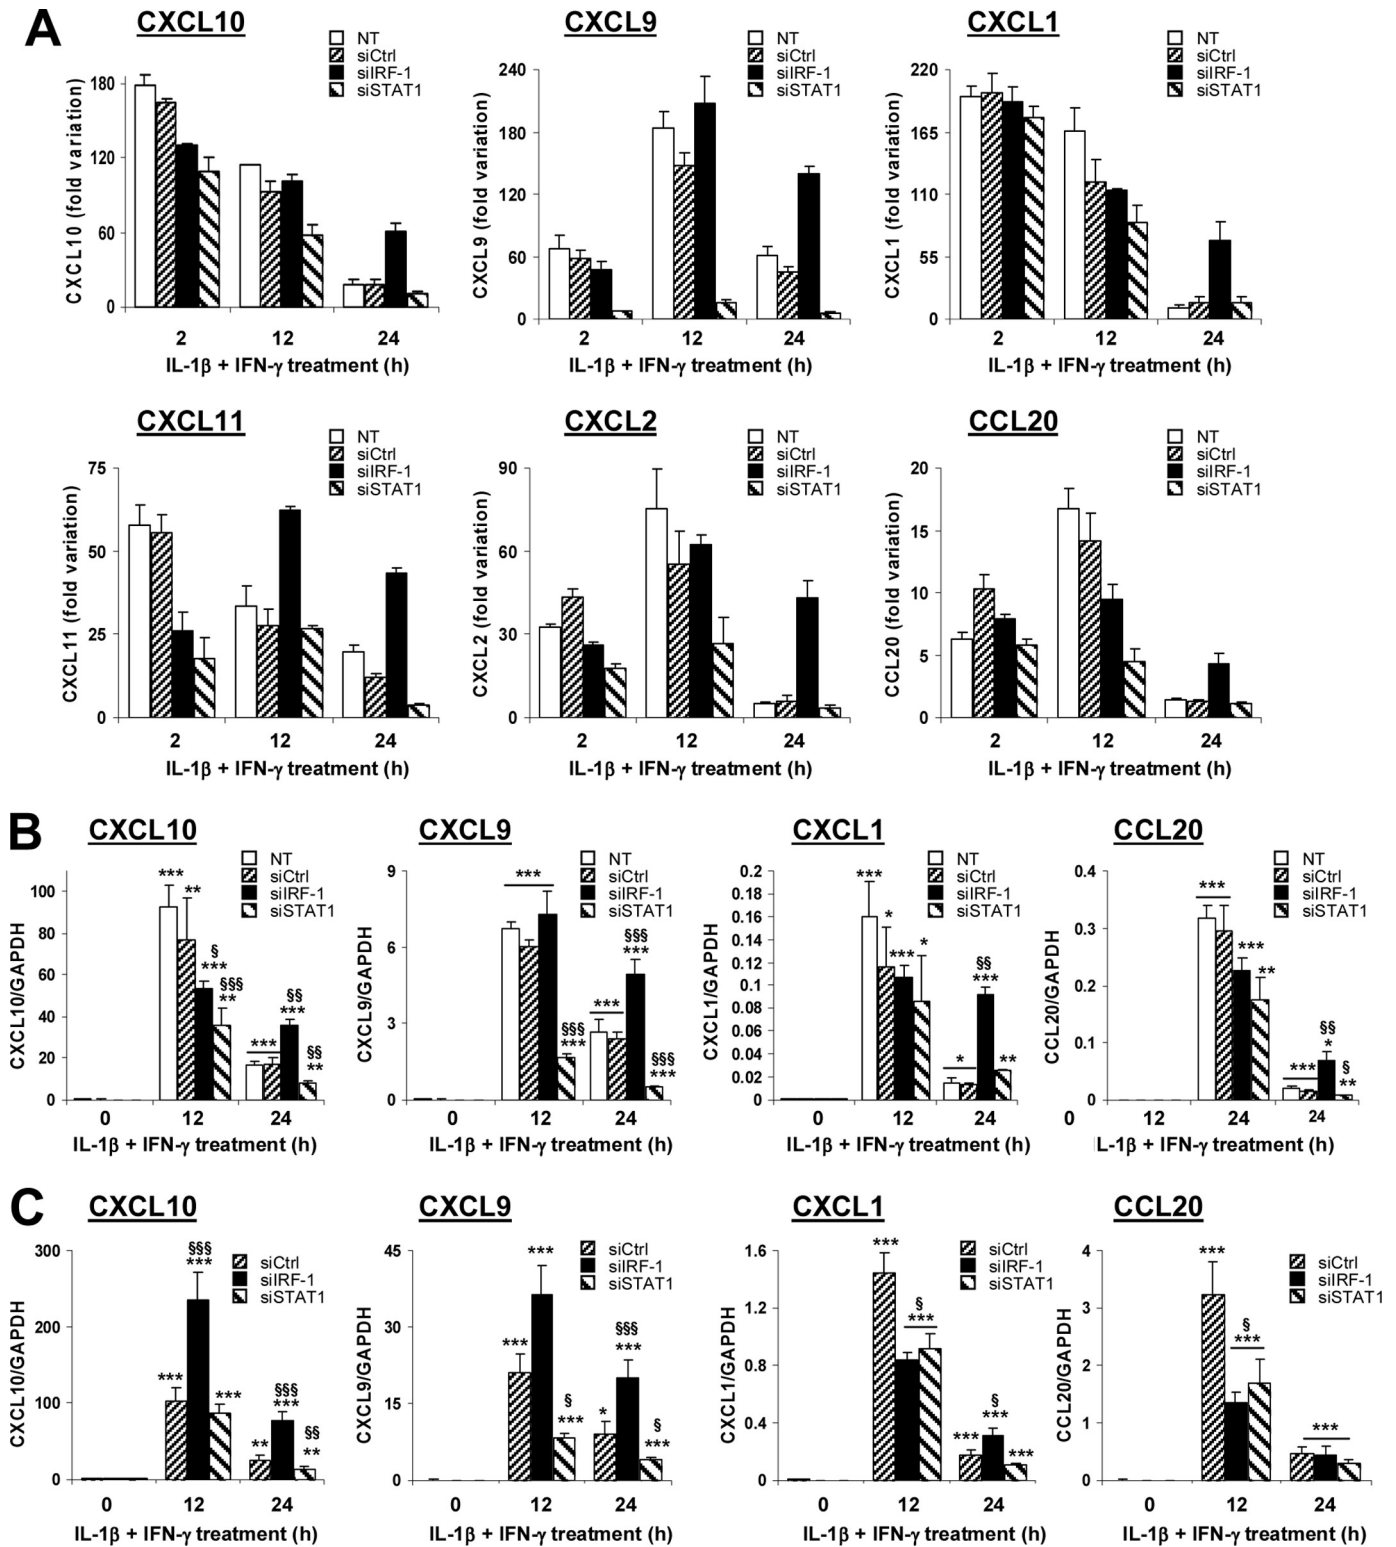 A
CXCL10
NT
siCtrl
siIRF-1
siSTAT1
CXCL10 (fold variation)
180
120
60
0
2 12 24
IL-1β + IFN-γ treatment (h)
CXCL9
NT
siCtrl
siIRF-1
siSTAT1
CXCL9 (fold variation)
240
180
120
60
0
2 12 24
IL-1β + IFN-γ treatment (h)
CXCL1
NT
siCtrl
siIRF-1
siSTAT1
CXCL1 (fold variation)
220
165
110
55
0
2 12 24
IL-1β + IFN-γ treatment (h)
CXCL11
NT
siCtrl
siIRF-1
siSTAT1
CXCL11 (fold variation)
75
50
25
0
2 12 24
IL-1β + IFN-γ treatment (h)
CXCL2
NT
siCtrl
siIRF-1
siSTAT1
CXCL2 (fold variation)
90
60
30
0
2 12 24
IL-1β + IFN-γ treatment (h)
CCL20
NT
siCtrl
siIRF-1
siSTAT1
CCL20 (fold variation)
20
15
10
5
0
2 12 24
IL-1β + IFN-γ treatment (h)
B
CXCL10
NT
siCtrl
siIRF-1
siSTAT1
CXCL10/GAPDH
100
80
60
40
20
0
*** ** § *** §§§ ** *** §§ *** §§ **
0 12 24
IL-1β + IFN-γ treatment (h)
CXCL9
NT
siCtrl
siIRF-1
siSTAT1
CXCL9/GAPDH
9
6
3
0
*** §§§ *** *** §§§ *** §§§ ***
0 12 24
IL-1β + IFN-γ treatment (h)
CXCL1
NT
siCtrl
siIRF-1
siSTAT1
CXCL1/GAPDH
0.2
0.18
0.16
0.14
0.12
0.1
0.08
0.06
0.04
0.02
0
*** * *** * * §§ *** **
0 12 24
IL-1β + IFN-γ treatment (h)
CCL20
NT
siCtrl
siIRF-1
siSTAT1
CCL20/GAPDH
0.4
0.3
0.2
0.1
0
*** *** ** *** §§ * § **
0 12 24 24
IL-1β + IFN-γ treatment (h)
C
CXCL10
siCtrl
siIRF-1
siSTAT1
CXCL10/GAPDH
300
200
100
0
*** §§§ *** *** ** §§§ *** §§ **
0 12 24
IL-1β + IFN-γ treatment (h)
CXCL9
siCtrl
siIRF-1
siSTAT1
CXCL9/GAPDH
45
30
15
0
*** *** § *** * §§§ *** § ***
0 12 24
IL-1β + IFN-γ treatment (h)
CXCL1
siCtrl
siIRF-1
siSTAT1
CXCL1/GAPDH
1.6
1.2
0.8
0.4
0
*** § *** *** § *** ***
0 12 24
IL-1β + IFN-γ treatment (h)
CCL20
siCtrl
siIRF-1
siSTAT1
CCL20/GAPDH
4
3
2
1
0
*** § *** ***
0 12 24
IL-1β + IFN-γ treatment (h)